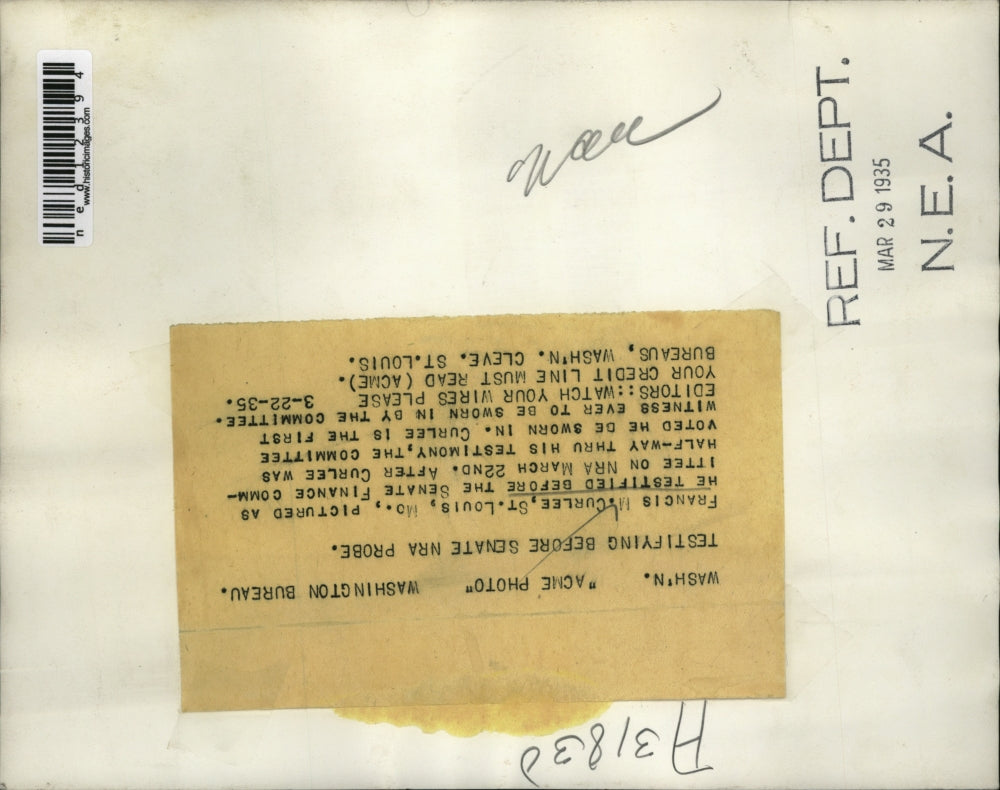 WASH'N. "ACME PHOTO" WASHINGTON BUREAU.
TESTIFYING BEFORE SENATE NRA PROBE.
FRANCIS M. CURLEE, ST. LOUIS, MO., PICTURED AS
HE TESTIFIED BEFORE THE SENATE FINANCE COMM-
ITTEE ON NRA MARCH 22ND. AFTER CURLEE WAS
HALF-WAY THRU HIS TESTIMONY, THE COMMITTEE
VOTED HE BE SWORN IN. CURLEE IS THE FIRST
WITNESS EVER TO BE SWORN IN BY THE COMMITTEE.
EDITORS::WATCH YOUR WIRES PLEASE 3-22-35.
YOUR CREDIT LINE MUST READ (ACME).
BUREAUS, WASH'N. CLEVE. ST.LOUIS.
REF. DEPT.
MAR 29 1935
N.E.A.
ned12394
www.historicimages.com